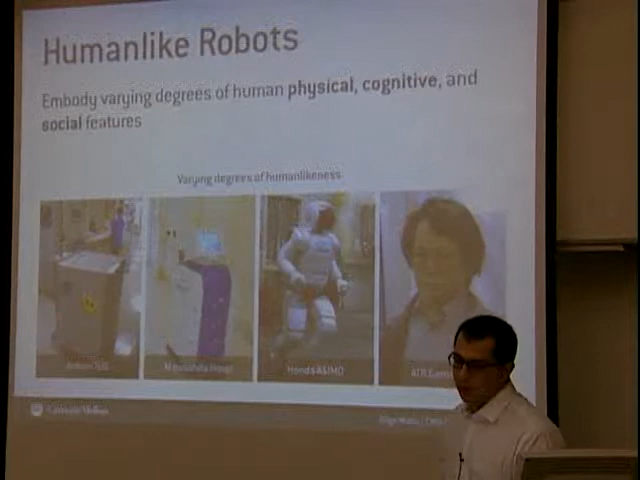 Humanlike Robots
Embody varying degrees of human physical, cognitive, and
social features
Varying degrees of humanlikeness
Honda ASIMO
ATR
Carnegie Mellon